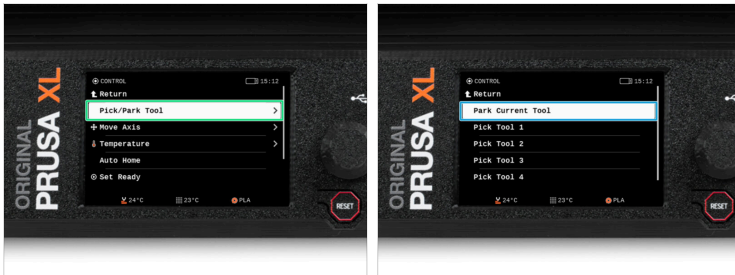 ORIGINAL
PRUSA XL
CONTROL
15:12
Return
Pick/Park Tool
Move Axis
Temperature
Auto Home
Set Ready
24°C
23°C
PLA
RESET
ORIGINAL
PRUSA XL
CONTROL
15:12
Return
Park Current Tool
Pick Tool 1
Pick Tool 2
Pick Tool 3
Pick Tool 4
24°C
23°C
PLA
RESET